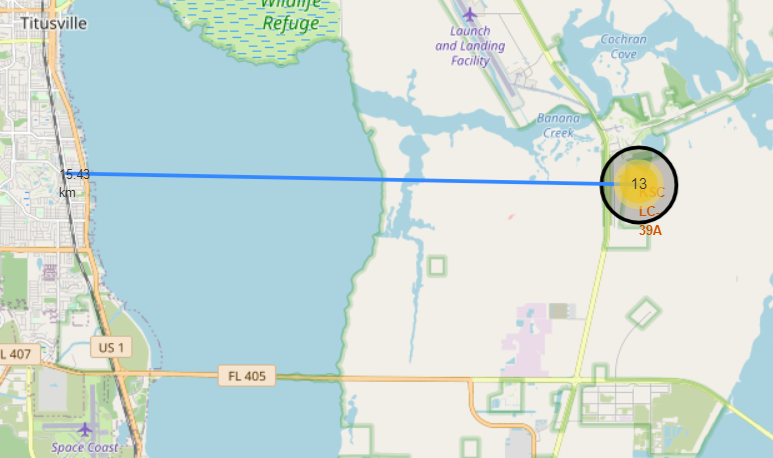 Titusville
Wildlife
Refuge
Launch
and Landing
Facility
Cochran
Cove
Banana
Creek
15.43
km
13
KSC
LC-
39A
L 407
US 1
FL 405
Space Coast